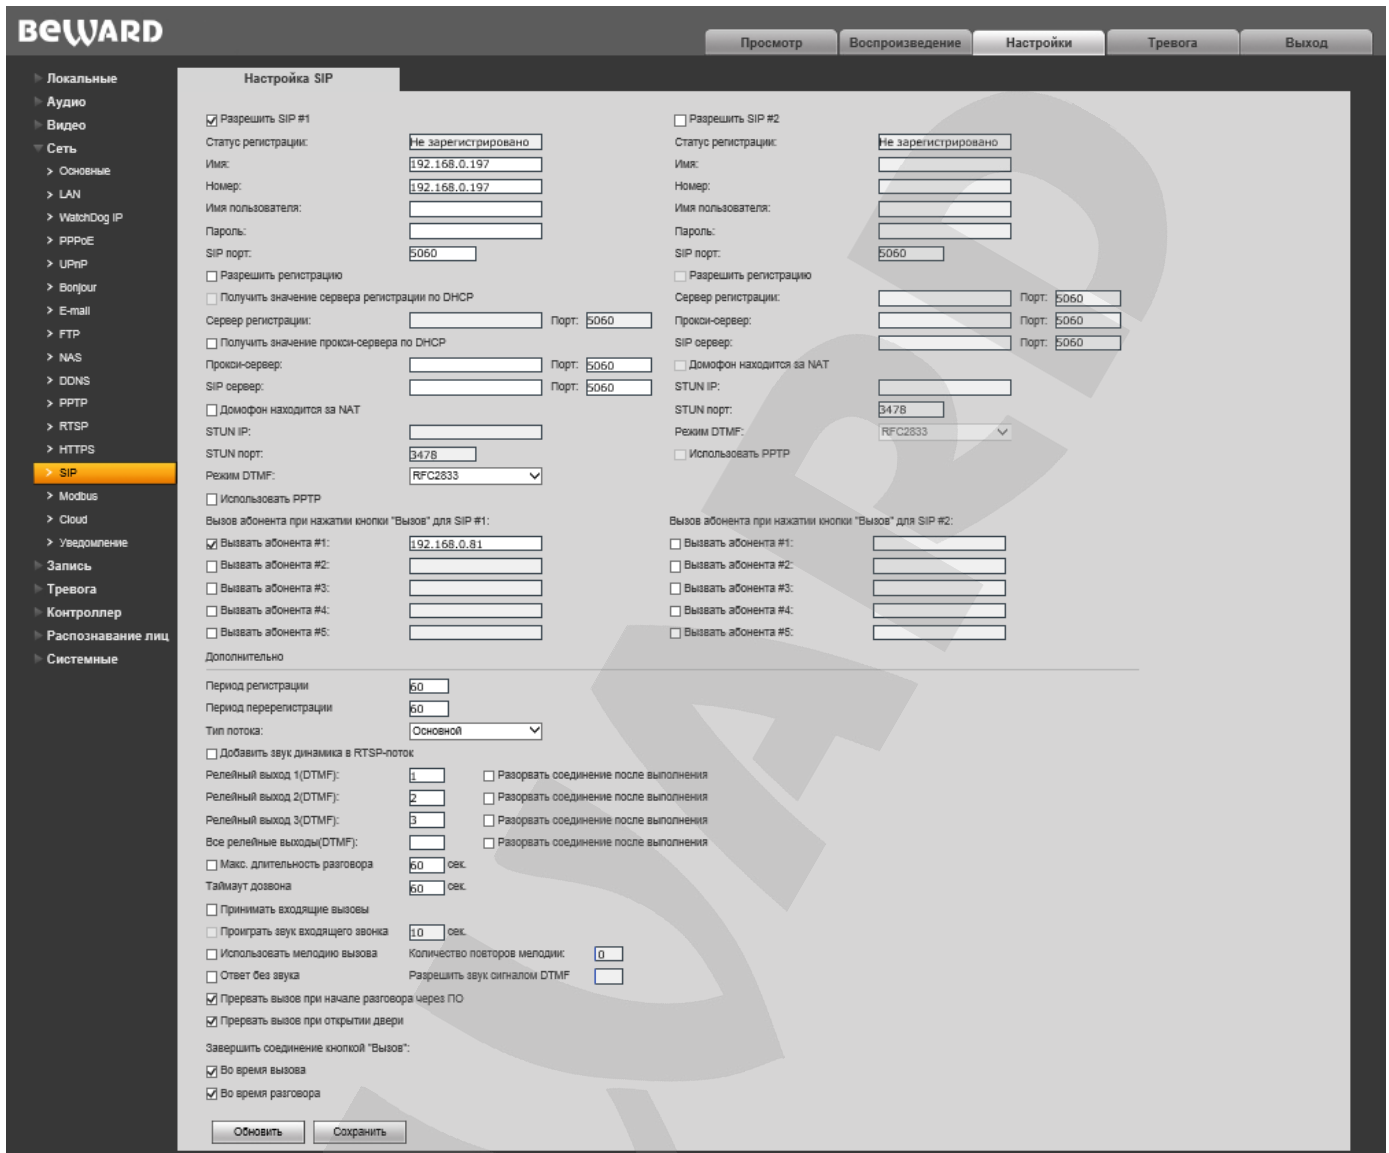 BEWARD
Просмотр
Воспроизведение
Настройки
Тревога
Выход
Локальные
Аудио
Видео
Сеть
Основные
LAN
WatchDog IP
PPPoE
UPnP
Bonjour
E-mail
FTP
NAS
DDNS
PPTP
RTSP
HTTPS
SIP
Modbus
Cloud
Уведомление
Запись
Тревога
Контроллер
Распознавание лиц
Системные
Настройка SIP
Разрешить SIP #1
Статус регистрации: Не зарегистрировано
Имя: 192.168.0.197
Номер: 192.168.0.197
Имя пользователя:
Пароль:
SIP порт: 5060
Разрешить регистрацию
Получить значение сервера регистрации по DHCP
Сервер регистрации: Порт: 5060
Получить значение прокси-сервера по DHCP
Прокси-сервер: Порт: 5060
SIP сервер: Порт: 5060
Домофон находится за NAT
STUN IP:
STUN порт: 3478
Режим DTMF: RFC2833
Использовать PPTP
Вызов абонента при нажатии кнопки "Вызов" для SIP #1:
Вызвать абонента #1: 192.168.0.81
Вызвать абонента #2:
Вызвать абонента #3:
Вызвать абонента #4:
Вызвать абонента #5:
Разрешить SIP #2
Статус регистрации: Не зарегистрировано
Имя:
Номер:
Имя пользователя:
Пароль:
SIP порт: 5060
Разрешить регистрацию
Сервер регистрации: Порт: 5060
Прокси-сервер: Порт: 5060
SIP сервер: Порт: 5060
Домофон находится за NAT
STUN IP:
STUN порт: 3478
Режим DTMF: RFC2833
Использовать PPTP
Вызов абонента при нажатии кнопки "Вызов" для SIP #2:
Вызвать абонента #1:
Вызвать абонента #2:
Вызвать абонента #3:
Вызвать абонента #4:
Вызвать абонента #5:
Дополнительно
Период регистрации 60
Период перерегистрации 60
Тип потока: Основной
Добавить звук динамика в RTSP-поток
Релейный выход 1(DTMF): 1 Разорвать соединение после выполнения
Релейный выход 2(DTMF): 2 Разорвать соединение после выполнения
Релейный выход 3(DTMF): 3 Разорвать соединение после выполнения
Все релейные выходы(DTMF): Разорвать соединение после выполнения
Макс. длительность разговора 60 сек.
Таймаут дозвона 60 сек.
Принимать входящие вызовы
Проиграть звук входящего звонка 10 сек.
Использовать мелодию вызова Количество повторов мелодии: 0
Ответ без звука Разрешить звук сигналом DTMF
Прервать вызов при начале разговора через ПО
Прервать вызов при открытии двери
Завершить соединение кнопкой "Вызов":
Во время вызова
Во время разговора
Обновить
Сохранить